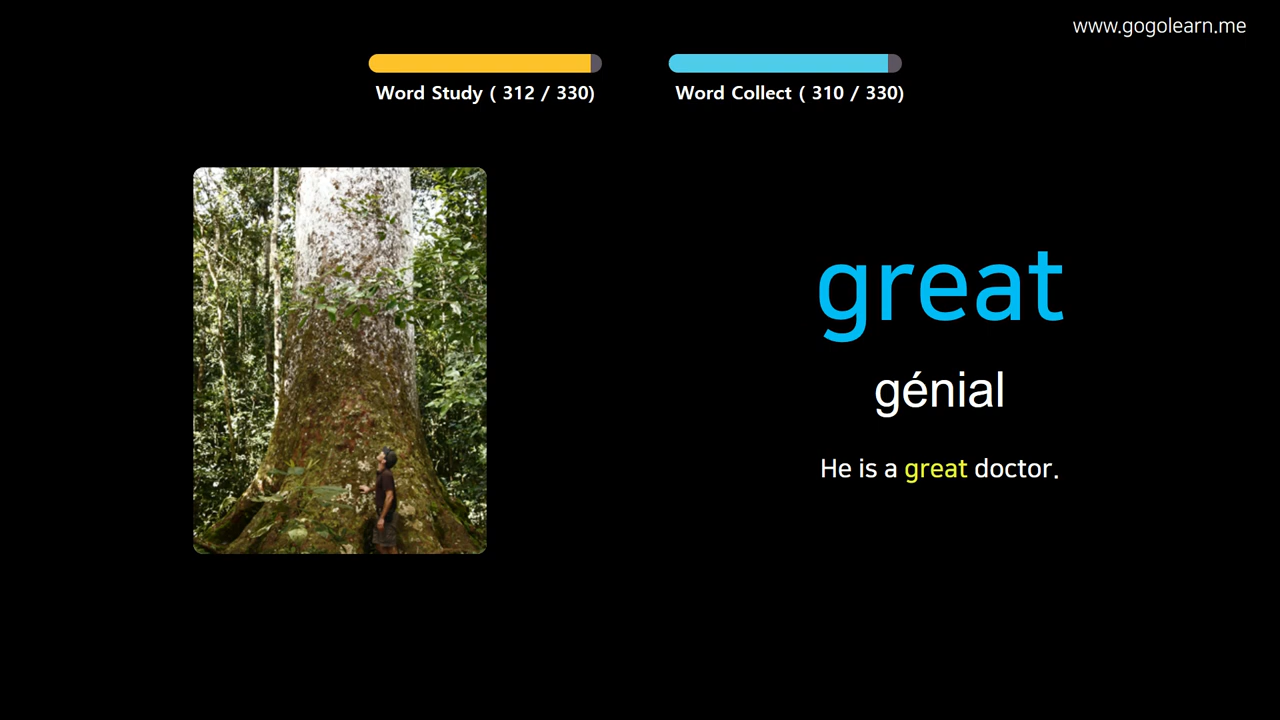 www.gogolearn.me
Word Study ( 312 / 330)
Word Collect ( 310 / 330)
great
génial
He is a great doctor.